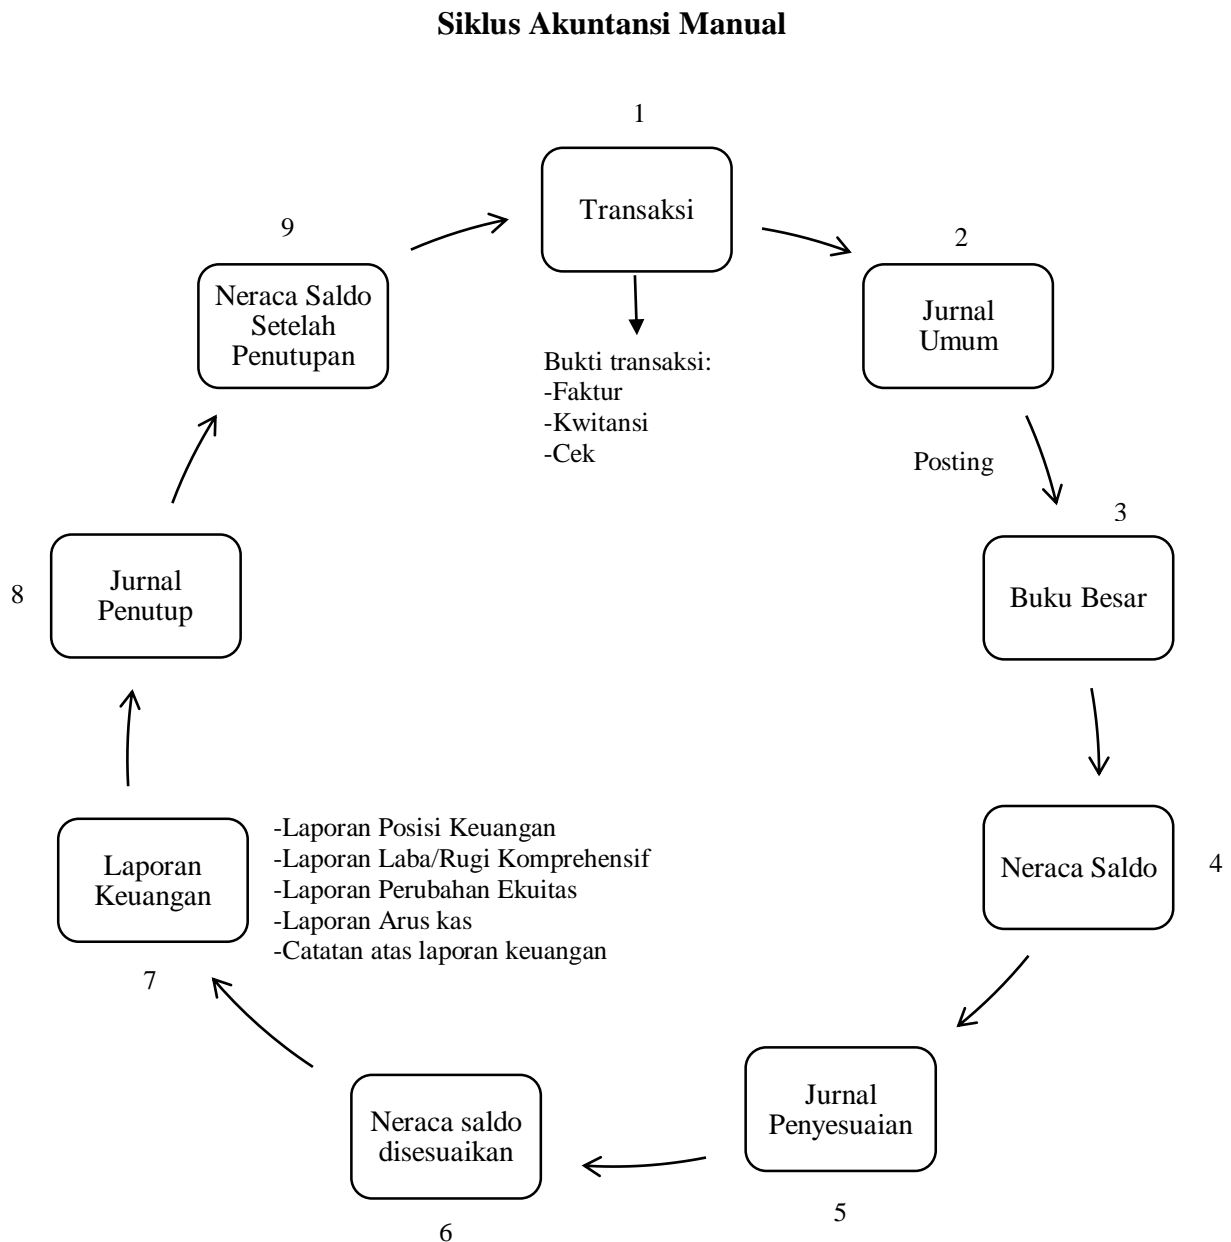 Siklus Akuntansi Manual
1
Transaksi
Bukti transaksi:
-Faktur
-Kwitansi
-Cek
2
Jurnal
Umum
Posting
3
Buku Besar
4
Neraca Saldo
5
Jurnal
Penyesuaian
6
Neraca saldo
disesuaikan
7
Laporan
Keuangan
-Laporan Posisi Keuangan
-Laporan Laba/Rugi Komprehensif
-Laporan Perubahan Ekuitas
-Laporan Arus kas
-Catatan atas laporan keuangan
8
Jurnal
Penutup
9
Neraca Saldo
Setelah
Penutupan